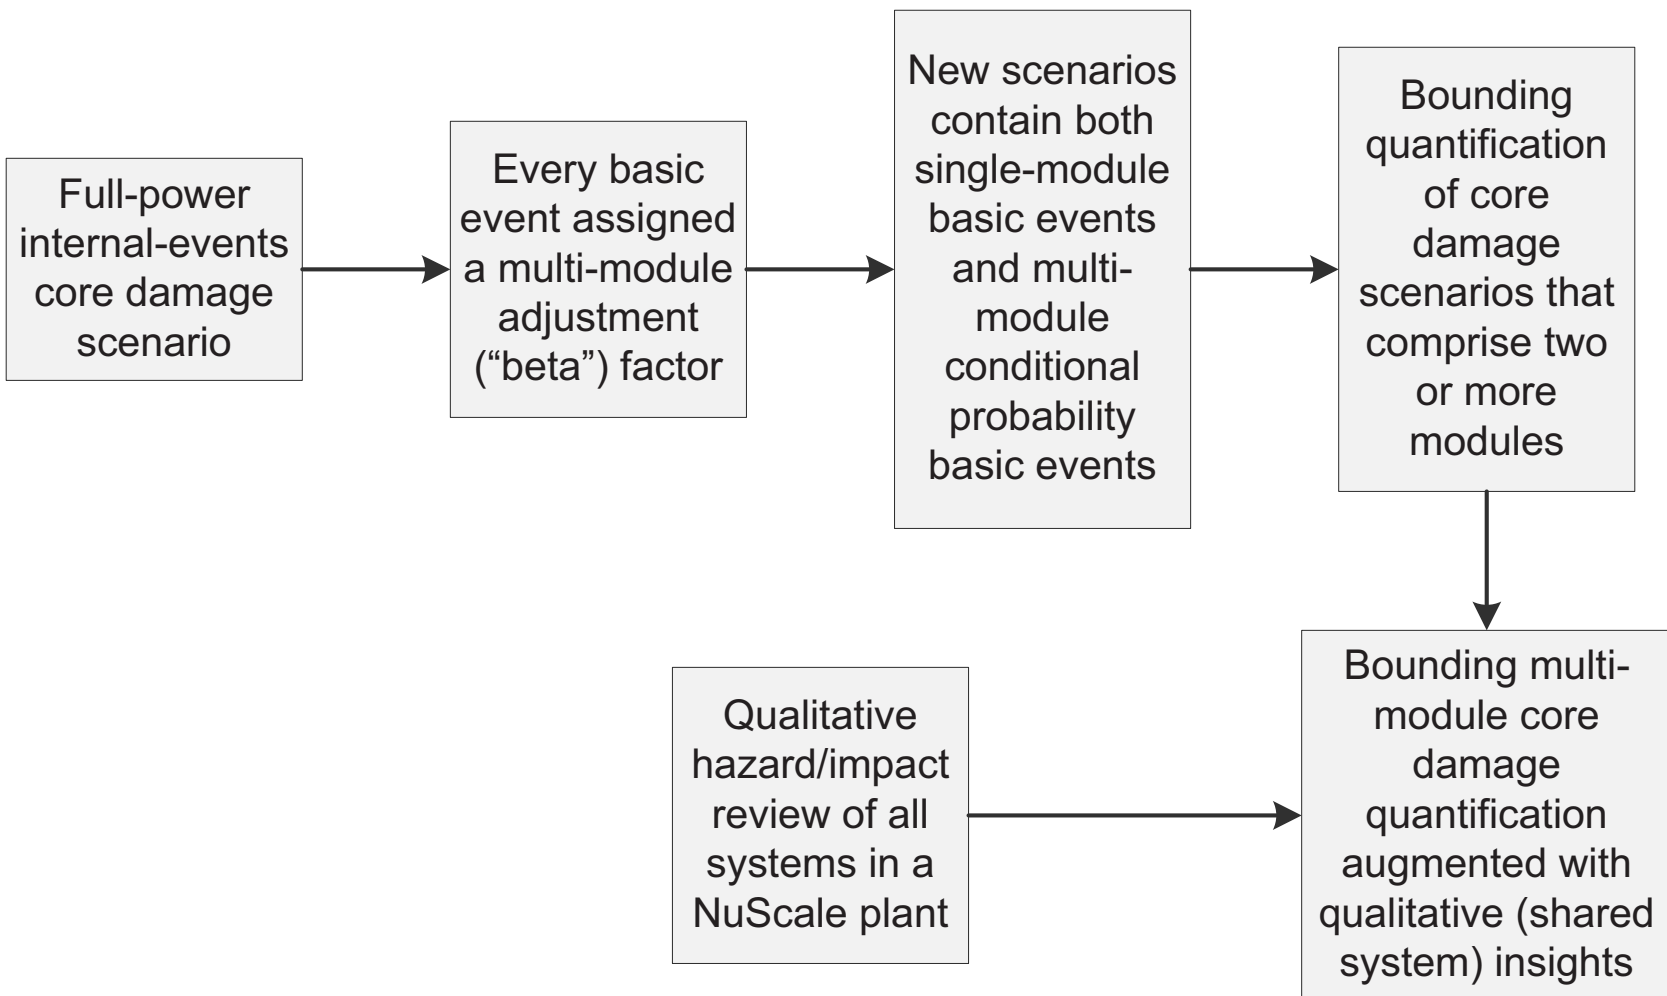 Full-power
internal-events
core damage
scenario
Every basic
event assigned
a multi-module
adjustment
(“beta”) factor
New scenarios
contain both
single-module
basic events
and multi-
module
conditional
probability
basic events
Bounding
quantification
of core
damage
scenarios that
comprise two
or more
modules
Qualitative
hazard/impact
review of all
systems in a
NuScale plant
Bounding multi-
module core
damage
quantification
augmented with
qualitative (shared
system) insights